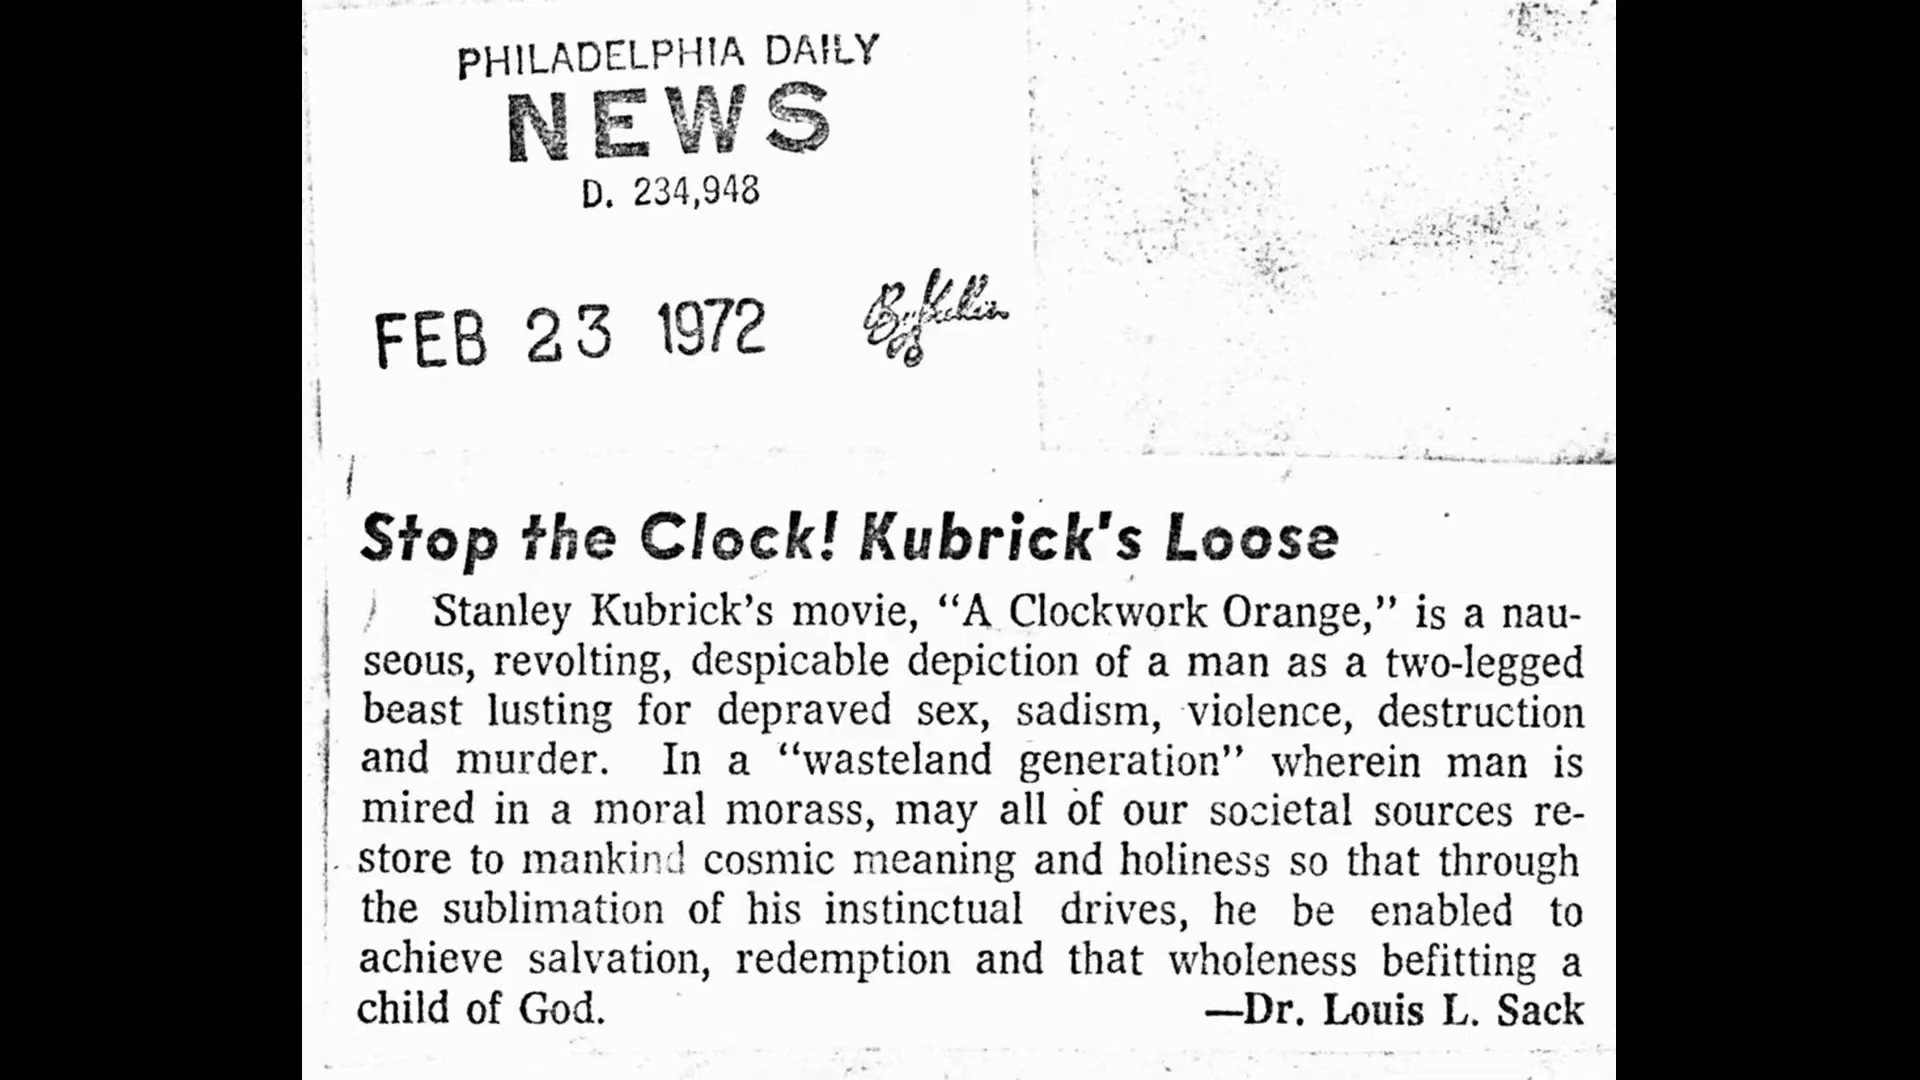 PHILADELPHIA DAILY
NEWS
D. 234,948
FEB 23 1972
Stop the Clock! Kubrick's Loose
Stanley Kubrick's movie, "A Clockwork Orange," is a nau-
seous, revolting, despicable depiction of a man as a two-legged
beast lusting for depraved sex, sadism, violence, destruction
and murder. In a "wasteland generation" wherein man is
mired in a moral morass, may all of our societal sources re-
store to mankind cosmic meaning and holiness so that through
the sublimation of his instinctual drives, he be enabled to
achieve salvation, redemption and that wholeness befitting a
child of God. —Dr. Louis L. Sack